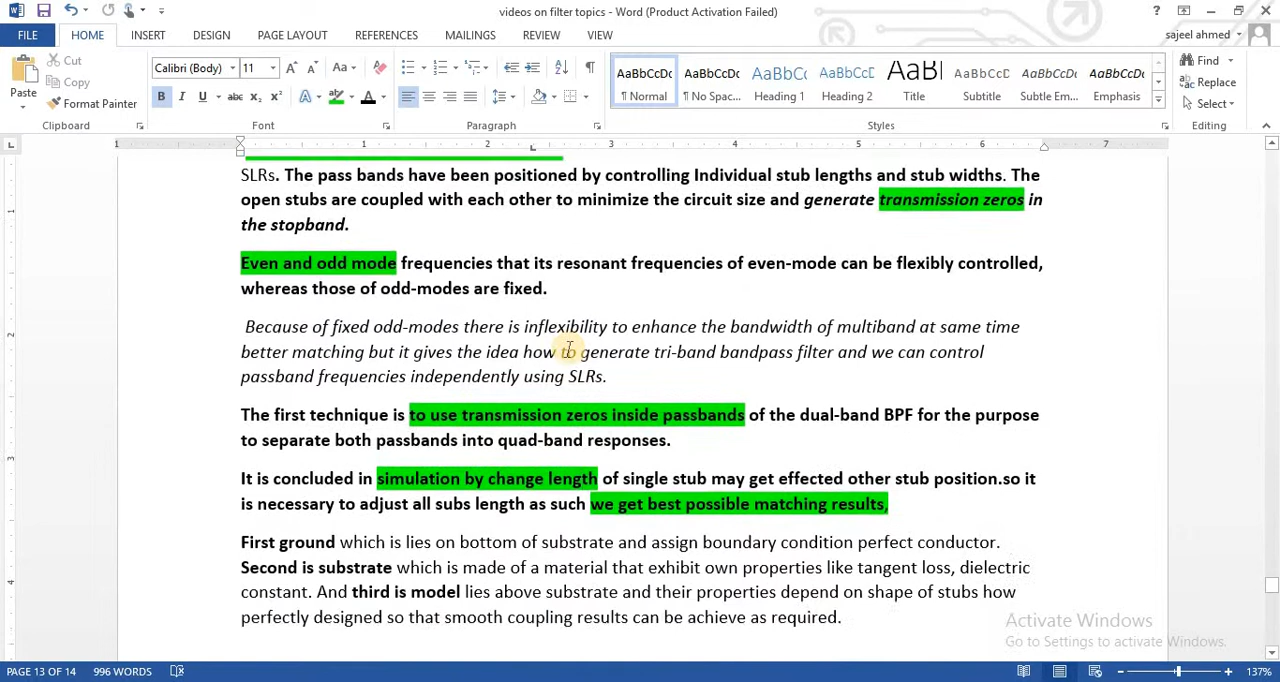 videos on filter topics - Word (Product Activation Failed)
FILE HOME INSERT DESIGN PAGE LAYOUT REFERENCES MAILINGS REVIEW VIEW sajeel ahmed
Paste
Cut
Copy
Format Painter
Clipboard
Calibri (Body) 11
Font
Paragraph
AaBbCcDc AaBbCcDc AaBbCc AaBbCcC AaBl AaBbCcC AaBbCcDc AaBbCcDc
¶ Normal ¶ No Spac... Heading 1 Heading 2 Title Subtitle Subtle Em... Emphasis
Styles
Find
Replace
Select
Editing
1 1 2 3 4 5 6 7
SLRs. The pass bands have been positioned by controlling Individual stub lengths and stub widths. The
open stubs are coupled with each other to minimize the circuit size and generate transmission zeros in
the stopband.
Even and odd mode frequencies that its resonant frequencies of even-mode can be flexibly controlled,
whereas those of odd-modes are fixed.
Because of fixed odd-modes there is inflexibility to enhance the bandwidth of multiband at same time
better matching but it gives the idea how to generate tri-band bandpass filter and we can control
passband frequencies independently using SLRs.
The first technique is to use transmission zeros inside passbands of the dual-band BPF for the purpose
to separate both passbands into quad-band responses.
It is concluded in simulation by change length of single stub may get effected other stub position.so it
is necessary to adjust all subs length as such we get best possible matching results,
First ground which is lies on bottom of substrate and assign boundary condition perfect conductor.
Second is substrate which is made of a material that exhibit own properties like tangent loss, dielectric
constant. And third is model lies above substrate and their properties depend on shape of stubs how
perfectly designed so that smooth coupling results can be achieve as required.
Activate Windows
Go to Settings to activate Windows.
PAGE 13 OF 14 996 WORDS 137%